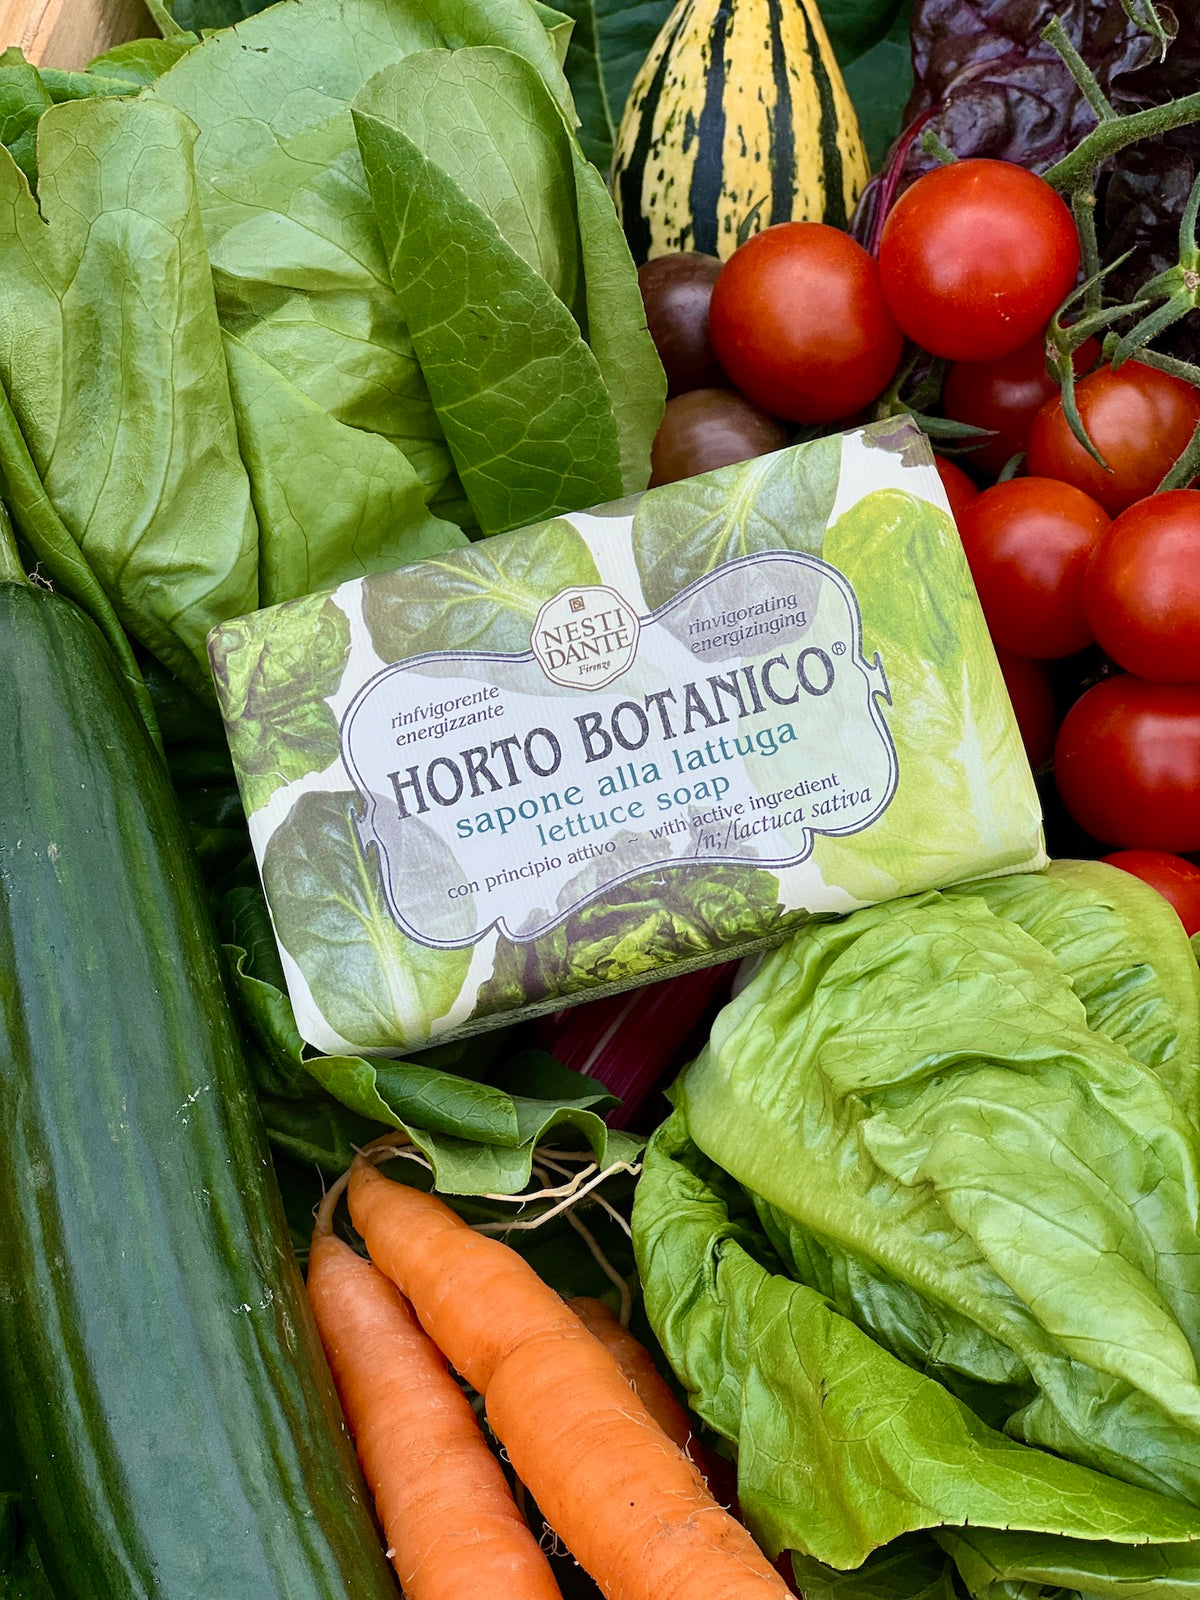 NESTI
DANTE
Firenze
rinfvigorente
energizzante
rinvigorating
energizinging
HORTO BOTANICO®
sapone alla lattuga
lettuce soap
con principio attivo ~ with active ingredient
/n;/lactuca sativa